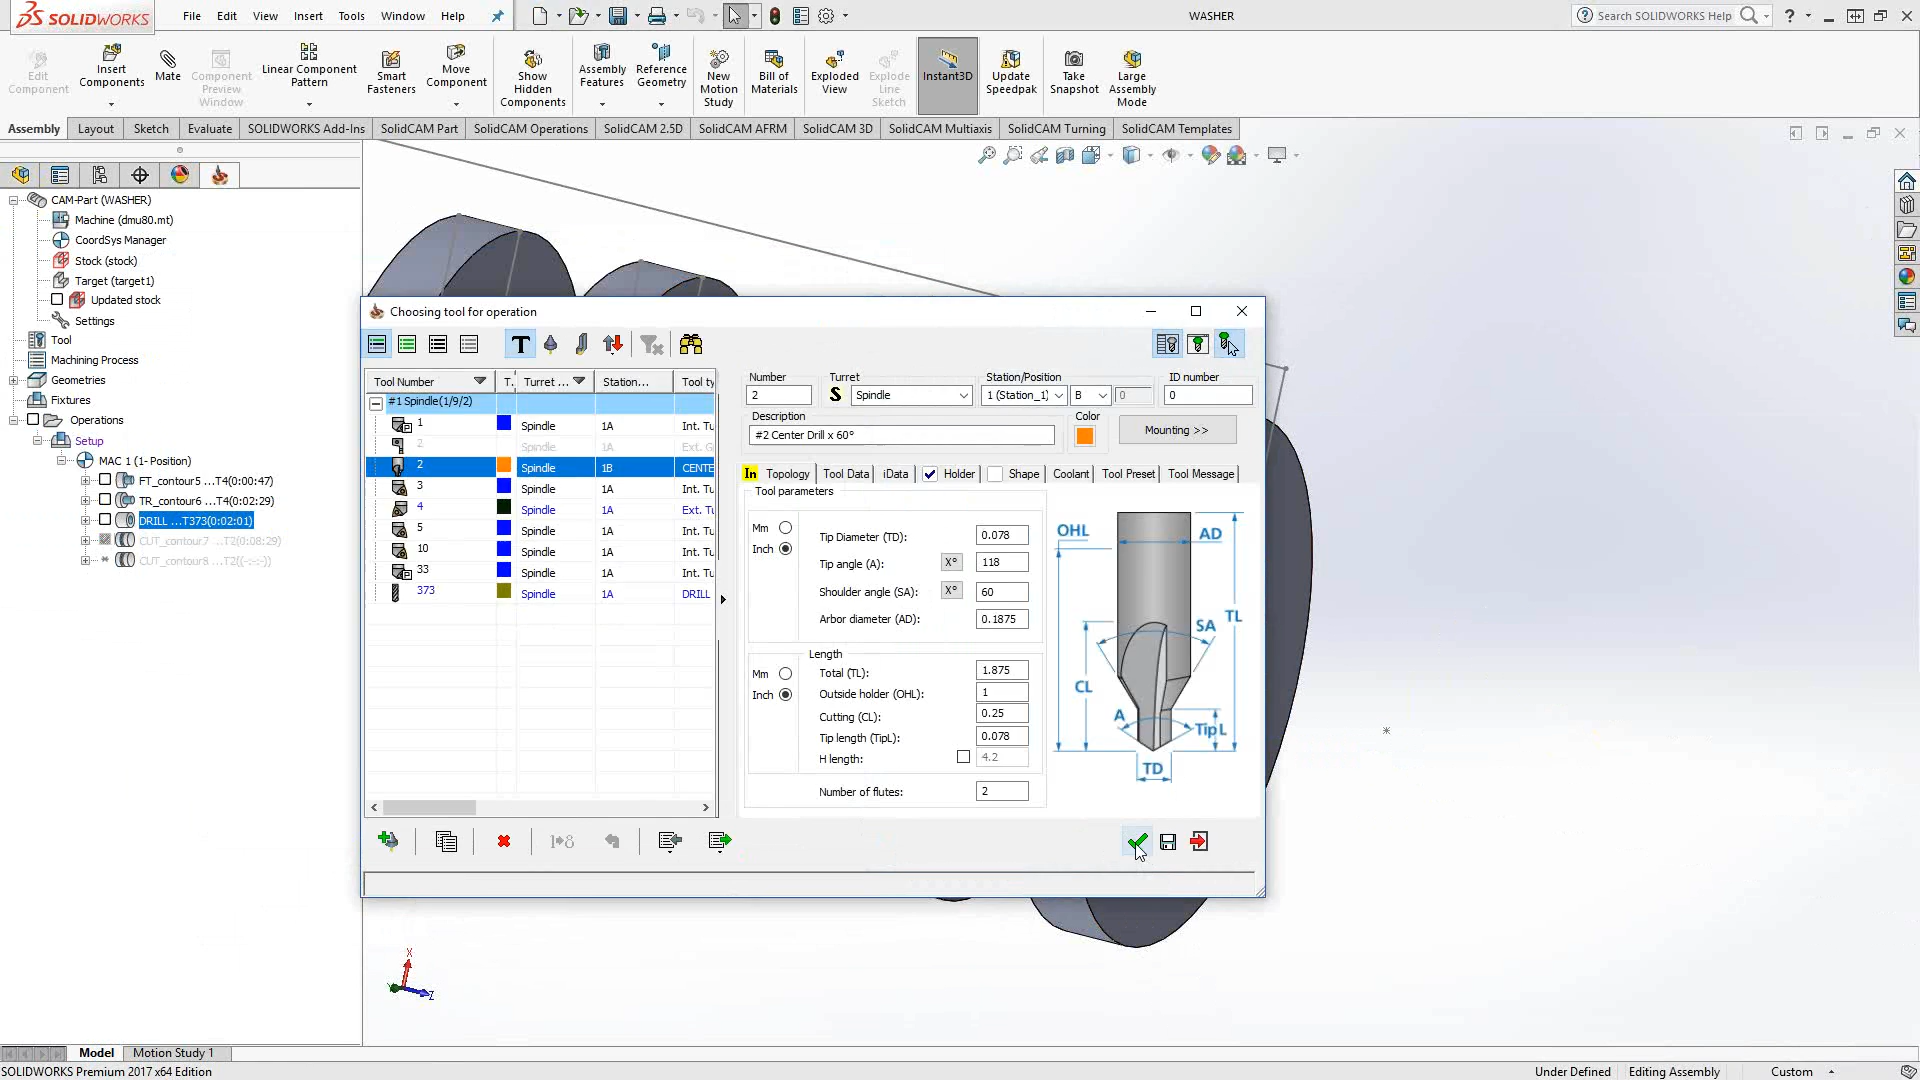 SOLIDWORKS File Edit View Insert Tools Window Help WASHER Search SOLIDWORKS Help
Edit Component
Insert Components
Mate
Component Preview Window
Linear Component Pattern
Smart Fasteners
Move Component
Show Hidden Components
Assembly Features
Reference Geometry
New Motion Study
Bill of Materials
Exploded View
Explode Line Sketch
Instant3D
Update Speedpak
Take Snapshot
Large Assembly Mode
Assembly Layout Sketch Evaluate SOLIDWORKS Add-Ins SolidCAM Part SolidCAM Operations SolidCAM 2.5D SolidCAM AFRM SolidCAM 3D SolidCAM Multiaxis SolidCAM Turning SolidCAM Templates
CAM-Part (WASHER)
Machine (dmu80.mt)
CoordSys Manager
Stock (stock)
Target (target1)
Updated stock
Settings
Tool
Machining Process
Geometries
Fixtures
Operations
Setup
MAC 1 (1- Position)
FT_contour5 ...T4(0:00:47)
TR_contour6 ...T4(0:02:29)
DRILL ...T373(0:02:01)
CUT_contour7 ...T2(0:08:29)
CUT_contour8 ...T2((-:-:-))
Choosing tool for operation
Tool Number T. Turret ... Station... Tool ty
#1 Spindle(1/9/2)
1 Spindle 1A Int. Tu
2 Spindle 1A Ext. G
2 Spindle 1B CENTE
3 Spindle 1A Int. Tu
4 Spindle 1A Ext. Tu
5 Spindle 1A Int. Tu
10 Spindle 1A Int. Tu
33 Spindle 1A Int. Tu
373 Spindle 1A DRILL
Number Turret Station/Position ID number
2 S Spindle 1 (Station_1) B 0 0
Description Color
#2 Center Drill x 60° Mounting >>
In Topology Tool Data iData Holder Shape Coolant Tool Preset Tool Message
Tool parameters
Mm
Inch
Tip Diameter (TD): 0.078
Tip angle (A): X° 118
Shoulder angle (SA): X° 60
Arbor diameter (AD): 0.1875
Length
Mm
Inch
Total (TL): 1.875
Outside holder (OHL): 1
Cutting (CL): 0.25
Tip length (TipL): 0.078
H length: 4.2
Number of flutes: 2
OHL AD
TL
SA
CL
A TipL
TD
X
Z
Model Motion Study 1
SOLIDWORKS Premium 2017 x64 Edition Under Defined Editing Assembly Custom